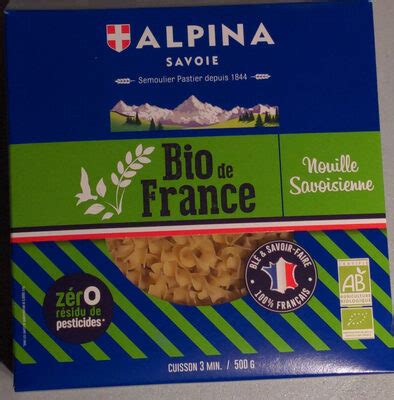 ALPINA
SAVOIE
Semoulier Pastier depuis 1844
Bio de
France
Nouille
Savoisienne
BLÉ & SAVOIR-FAIRE
100% FRANÇAIS
zérO
résidu de
pesticides*
CERTIFIÉ
AB
AGRICULTURE
BIOLOGIQUE
CUISSON 3 MIN. / 500 G